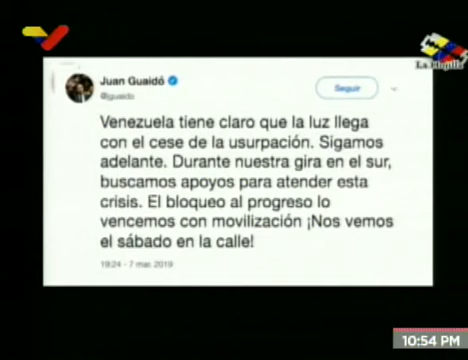 La Hojilla
Juan Guaidó
@jguaido
Seguir
Venezuela tiene claro que la luz llega
con el cese de la usurpación. Sigamos
adelante. Durante nuestra gira en el sur,
buscamos apoyos para atender esta
crisis. El bloqueo al progreso lo
vencemos con movilización ¡Nos vemos
el sábado en la calle!
19:24 - 7 mar. 2019
10:54 PM